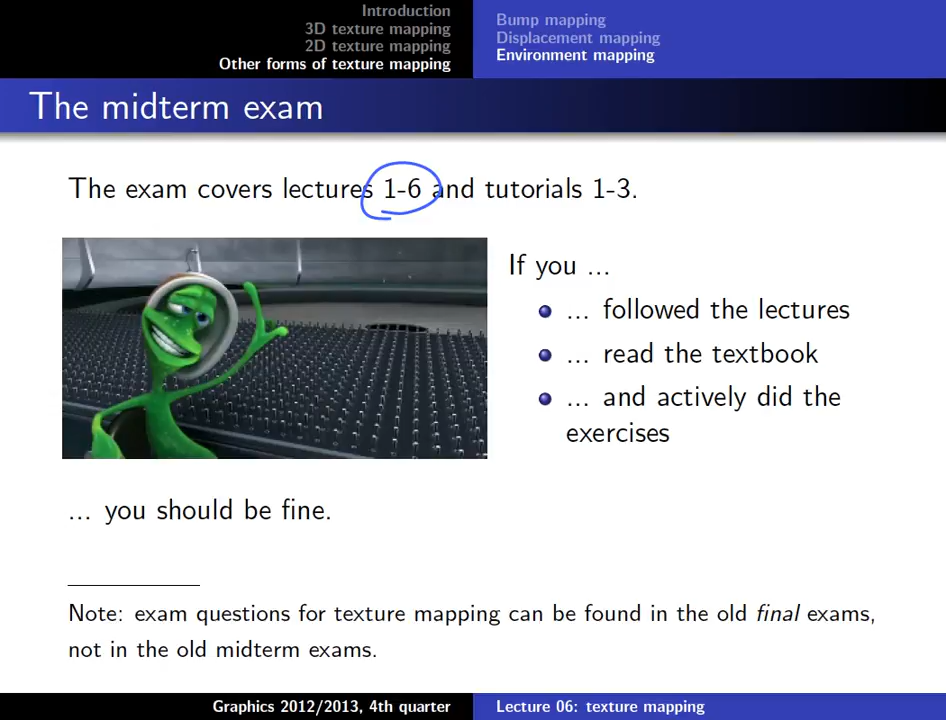 Introduction
3D texture mapping
2D texture mapping
Other forms of texture mapping
Bump mapping
Displacement mapping
Environment mapping
The midterm exam
The exam covers lectures 1-6 and tutorials 1-3.
If you ...
... followed the lectures
... read the textbook
... and actively did the
exercises
... you should be fine.
Note: exam questions for texture mapping can be found in the old final exams,
not in the old midterm exams.
Graphics 2012/2013, 4th quarter
Lecture 06: texture mapping